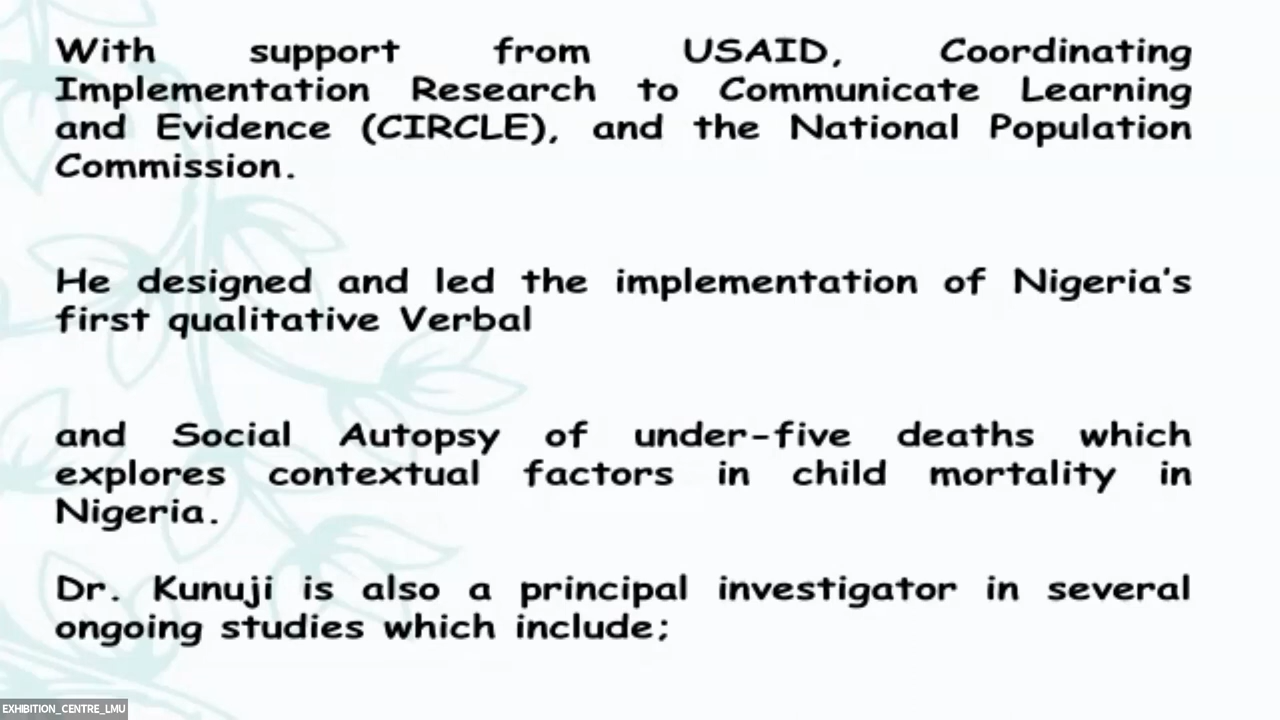 With support from USAID, Coordinating
Implementation Research to Communicate Learning
and Evidence (CIRCLE), and the National Population
Commission.
He designed and led the implementation of Nigeria's
first qualitative Verbal
and Social Autopsy of under-five deaths which
explores contextual factors in child mortality in
Nigeria.
Dr. Kunuji is also a principal investigator in several
ongoing studies which include;
EXHIBITION_CENTRE_LMU